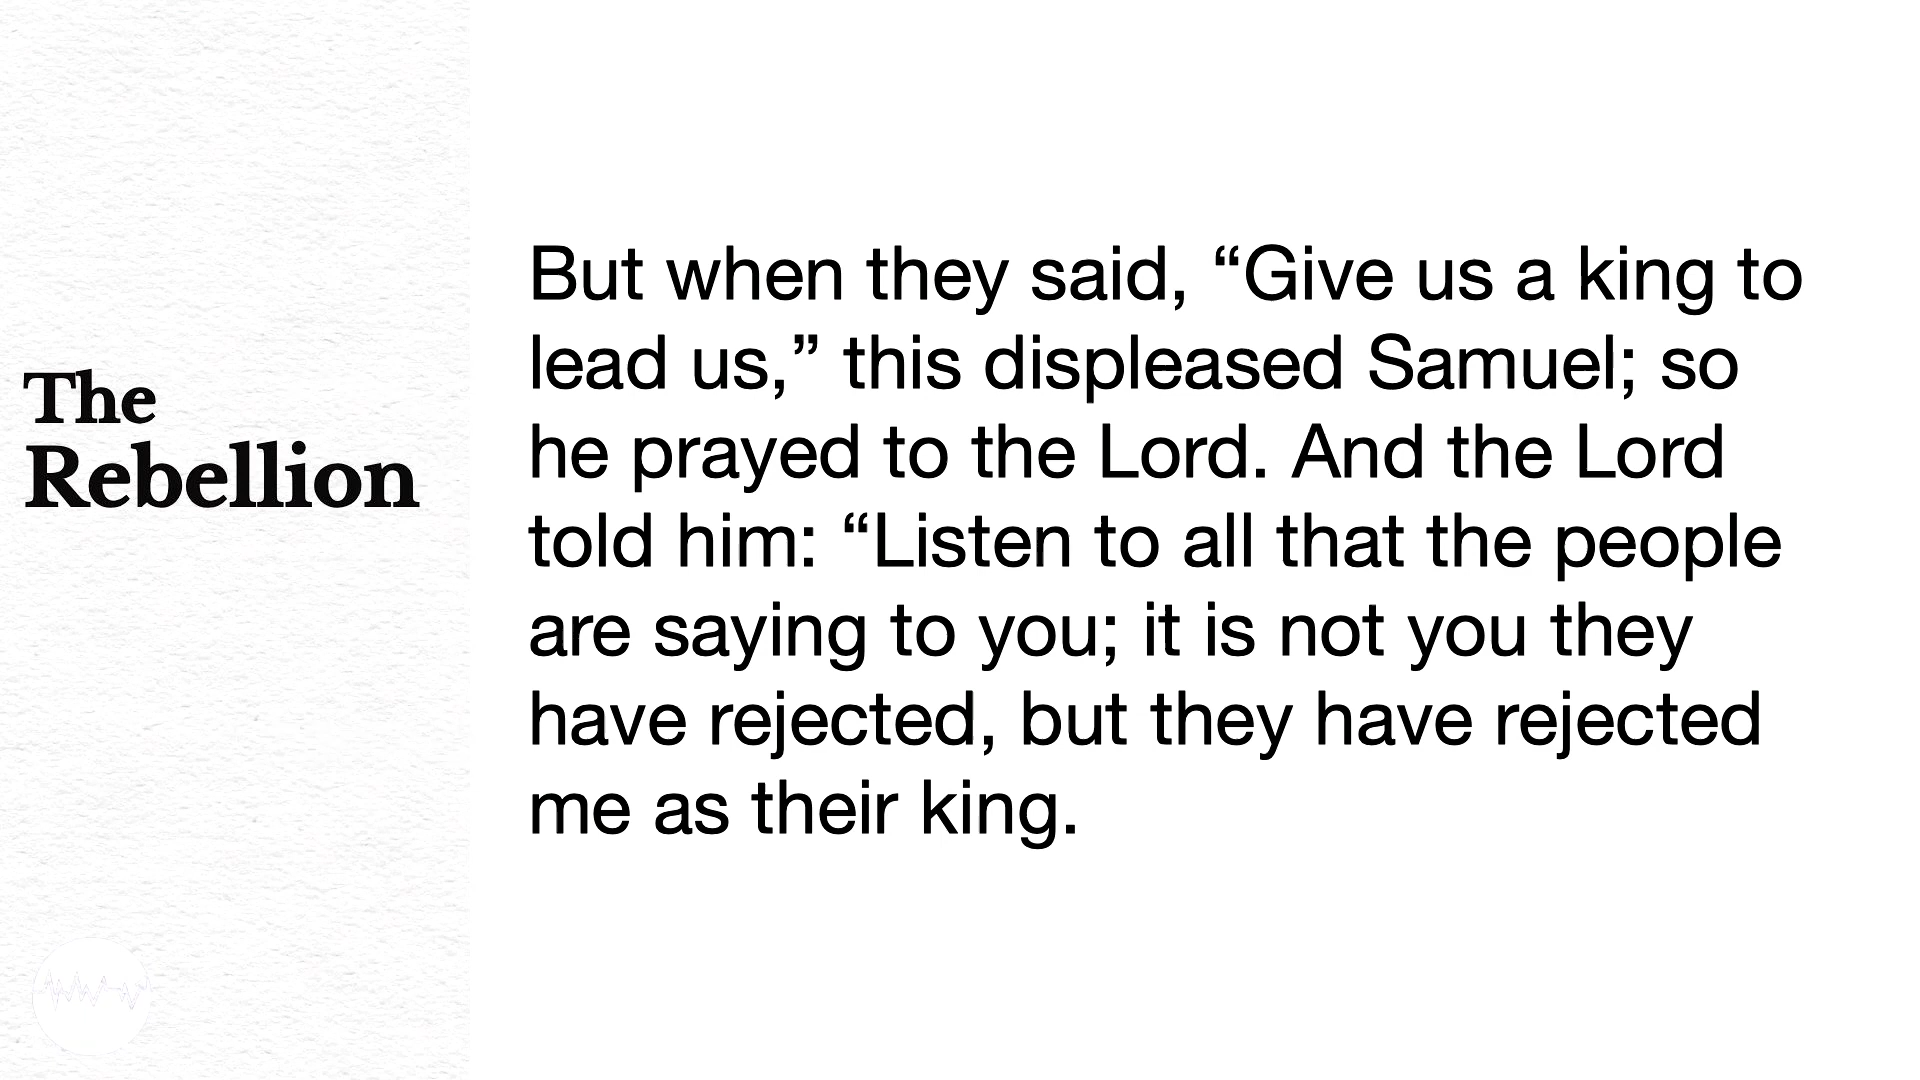 The
Rebellion
But when they said, “Give us a king to
lead us,” this displeased Samuel; so
he prayed to the Lord. And the Lord
told him: “Listen to all that the people
are saying to you; it is not you they
have rejected, but they have rejected
me as their king.